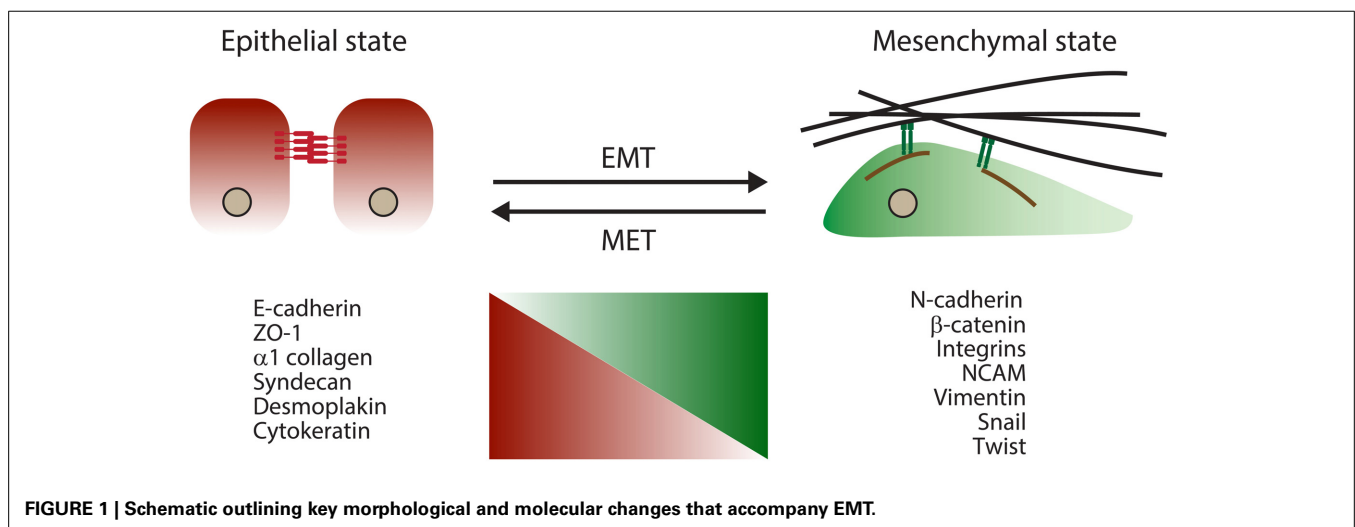 Epithelial state
Mesenchymal state
EMT
MET
E-cadherin
ZO-1
α1 collagen
Syndecan
Desmoplakin
Cytokeratin
N-cadherin
β-catenin
Integrins
NCAM
Vimentin
Snail
Twist
FIGURE 1 | Schematic outlining key morphological and molecular changes that accompany EMT.